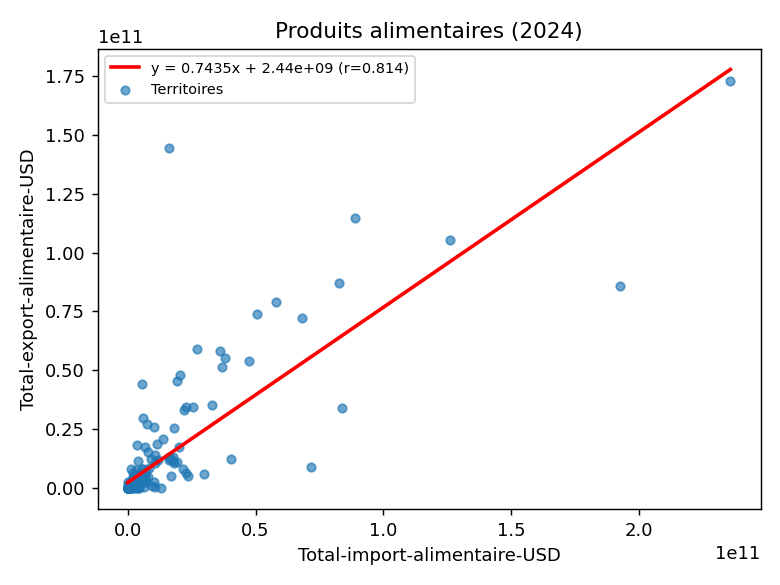 Produits alimentaires (2024)
1e11
y = 0.7435x + 2.44e+09 (r=0.814)
Territoires
1.75
1.50
1.25
1.00
0.75
0.50
0.25
0.00
Total-export-alimentaire-USD
0.0
0.5
1.0
1.5
2.0
Total-import-alimentaire-USD
1e11